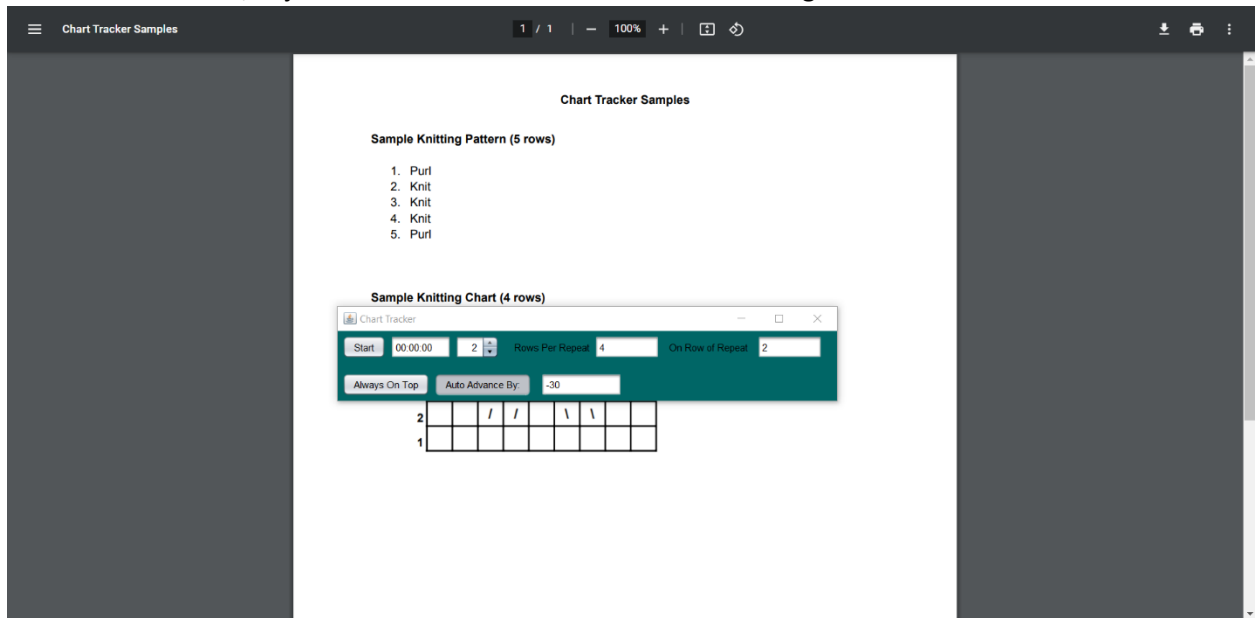 Chart Tracker Samples 1 / 1 | − 100% + |
Chart Tracker Samples
Sample Knitting Pattern (5 rows)
1. Purl
2. Knit
3. Knit
4. Knit
5. Purl
Sample Knitting Chart (4 rows)
Chart Tracker
Start 00:00:00 2 Rows Per Repeat 4 On Row of Repeat 2
Always On Top Auto Advance By: -30
2 / / \ \
1